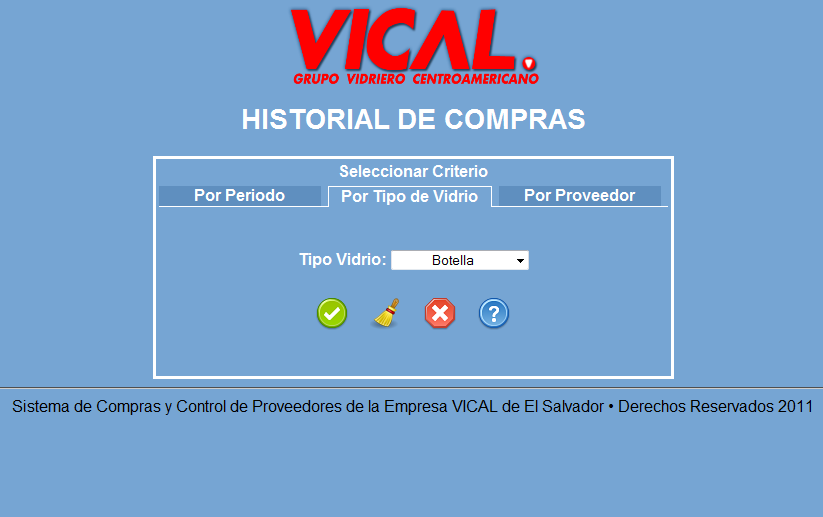 VICAL.
GRUPO VIDRIERO CENTROAMERICANO
HISTORIAL DE COMPRAS
Seleccionar Criterio
Por Periodo Por Tipo de Vidrio Por Proveedor
Tipo Vidrio: Botella
?
Sistema de Compras y Control de Proveedores de la Empresa VICAL de El Salvador • Derechos Reservados 2011